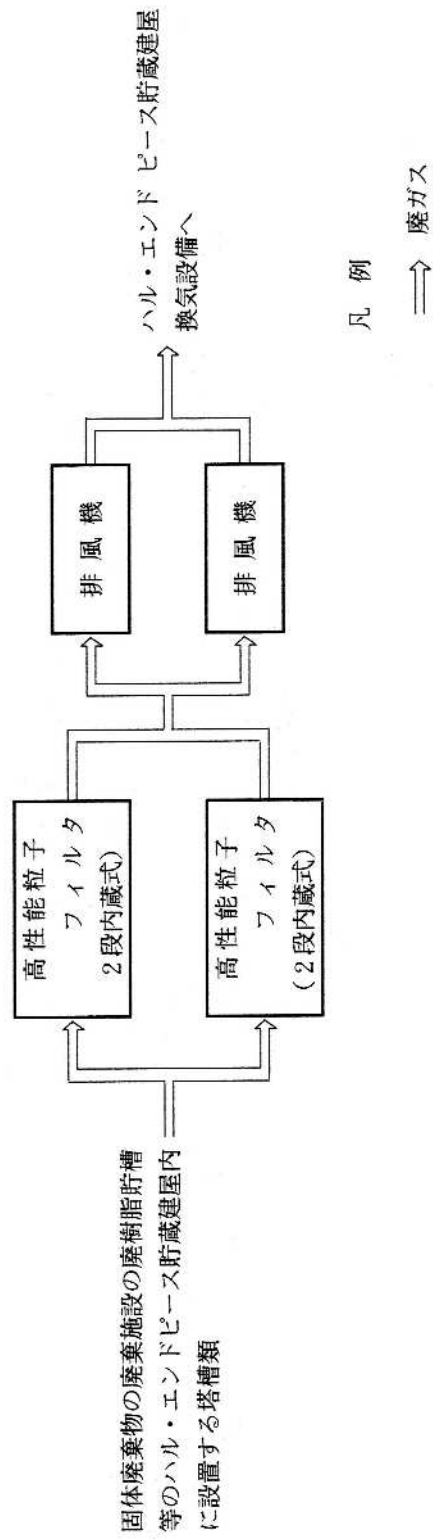 固体廃棄物の廃棄施設の廃樹脂貯槽
等のハル・エンドピース貯蔵建屋内
に設置する塔槽類
高性能粒子
フィルタ
2段内蔵式)
高性能粒子
フィルタ
(2段内蔵式)
排風機
排風機
ハル・エンド ピース貯蔵建屋
換気設備へ
凡 例
廃ガス